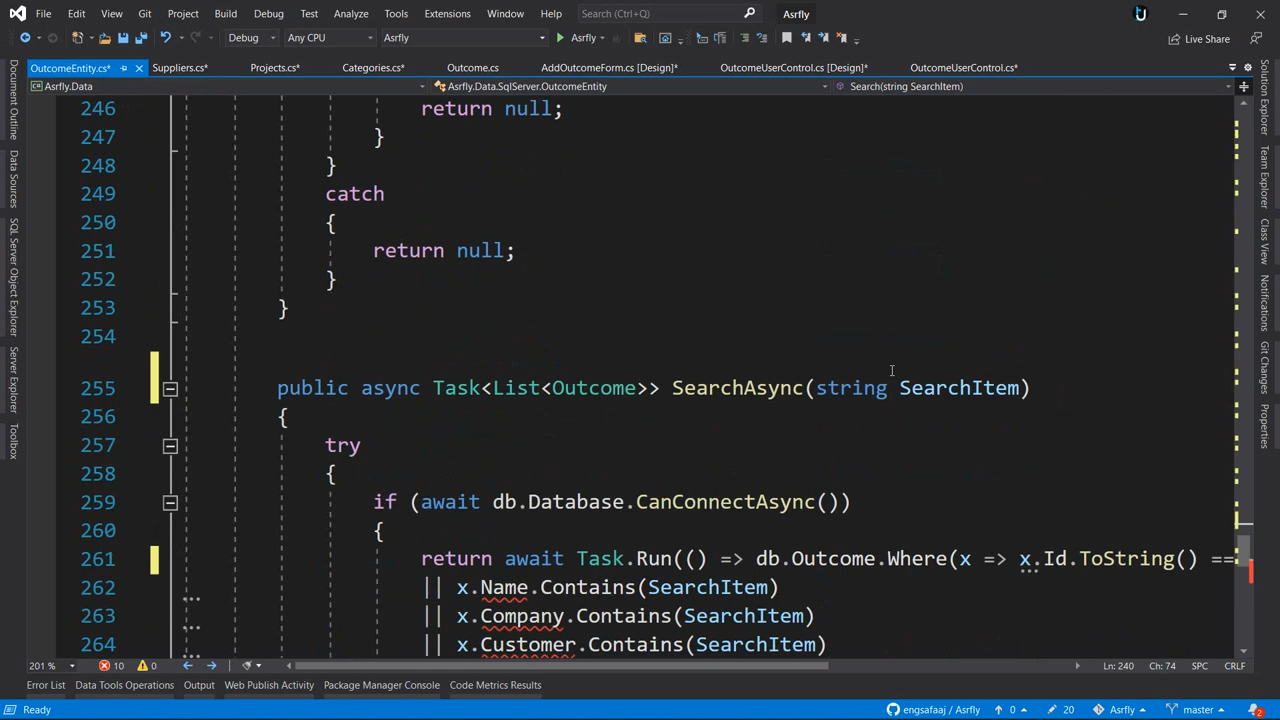 File Edit View Git Project Build Debug Test Analyze Tools Extensions Window Help Search (Ctrl+Q) Asrfly
Debug Any CPU Asrfly Asrfly Live Share
OutcomeEntity.cs* Suppliers.cs* Projects.cs* Categories.cs* Outcome.cs AddOutcomeForm.cs [Design]* OutcomeUserControl.cs [Design]* OutcomeUserControl.cs*
Asrfly.Data Asrfly.Data.SqlServer.OutcomeEntity Search(string SearchItem)
246 return null;
247 }
248 }
249 catch
250 {
251 return null;
252 }
253 }
254
255 public async Task<List<Outcome>> SearchAsync(string SearchItem)
256 {
257 try
258 {
259 if (await db.Database.CanConnectAsync())
260 {
261 return await Task.Run(() => db.Outcome.Where(x => x.Id.ToString() ==
262 || x.Name.Contains(SearchItem)
263 || x.Company.Contains(SearchItem)
264 || x.Customer.Contains(SearchItem)
201 % 10 0 Ln: 240 Ch: 74 SPC CRLF
Error List Data Tools Operations Output Web Publish Activity Package Manager Console Code Metrics Results
Ready engsafaaj / Asrfly 0 20 Asrfly master 2
Document Outline
Data Sources
SQL Server Object Explorer
Server Explorer
Toolbox
Solution Explorer
Team Explorer
Class View
Notifications
Git Changes
Properties